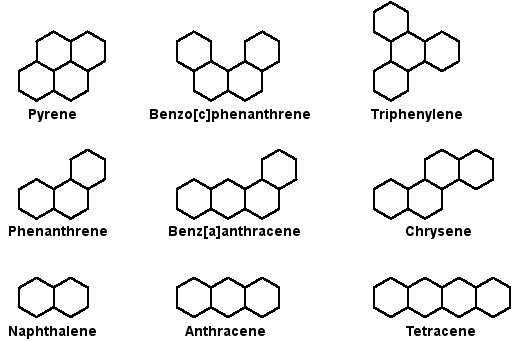 Pyrene
Benzo[c]phenanthrene
Triphenylene
Phenanthrene
Benz[a]anthracene
Chrysene
Naphthalene
Anthracene
Tetracene